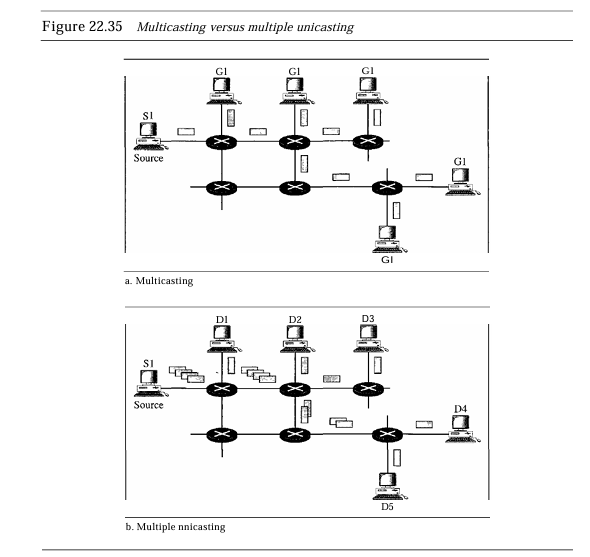 Figure 22.35 Multicasting versus multiple unicasting
G1 G1 G1
S1
Source
G1
G1
a. Multicasting
D1 D2 D3
S1
Source
D4
D5
b. Multiple nnicasting